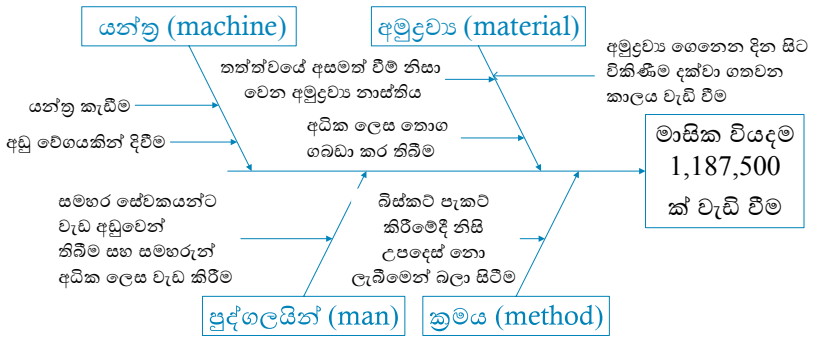 යන්ත්‍ර (machine)
අමුද්‍රව්‍ය (material)
තත්ත්වයේ අසමත් වීම් නිසා
වෙන අමුද්‍රව්‍ය නාස්තිය
අමුද්‍රව්‍ය ගෙනෙන දින සිට
විකිණීම දක්වා ගතවන
කාලය වැඩි වීම
යන්ත්‍ර කැඩීම
අඩු වේගයකින් දිවීම
අධික ලෙස තොග
ගබඩා කර තිබීම
මාසික වියදම
1,187,500
ක් වැඩි වීම
සමහර සේවකයන්ට
වැඩ අඩුවෙන්
තිබීම සහ සමහරුන්
අධික ලෙස වැඩ කිරීම
බිස්කට් පැකට්
කිරීමේදී නිසි
උපදෙස් නො
ලැබීමෙන් බලා සිටීම
පුද්ගලයින් (man)
ක්‍රමය (method)